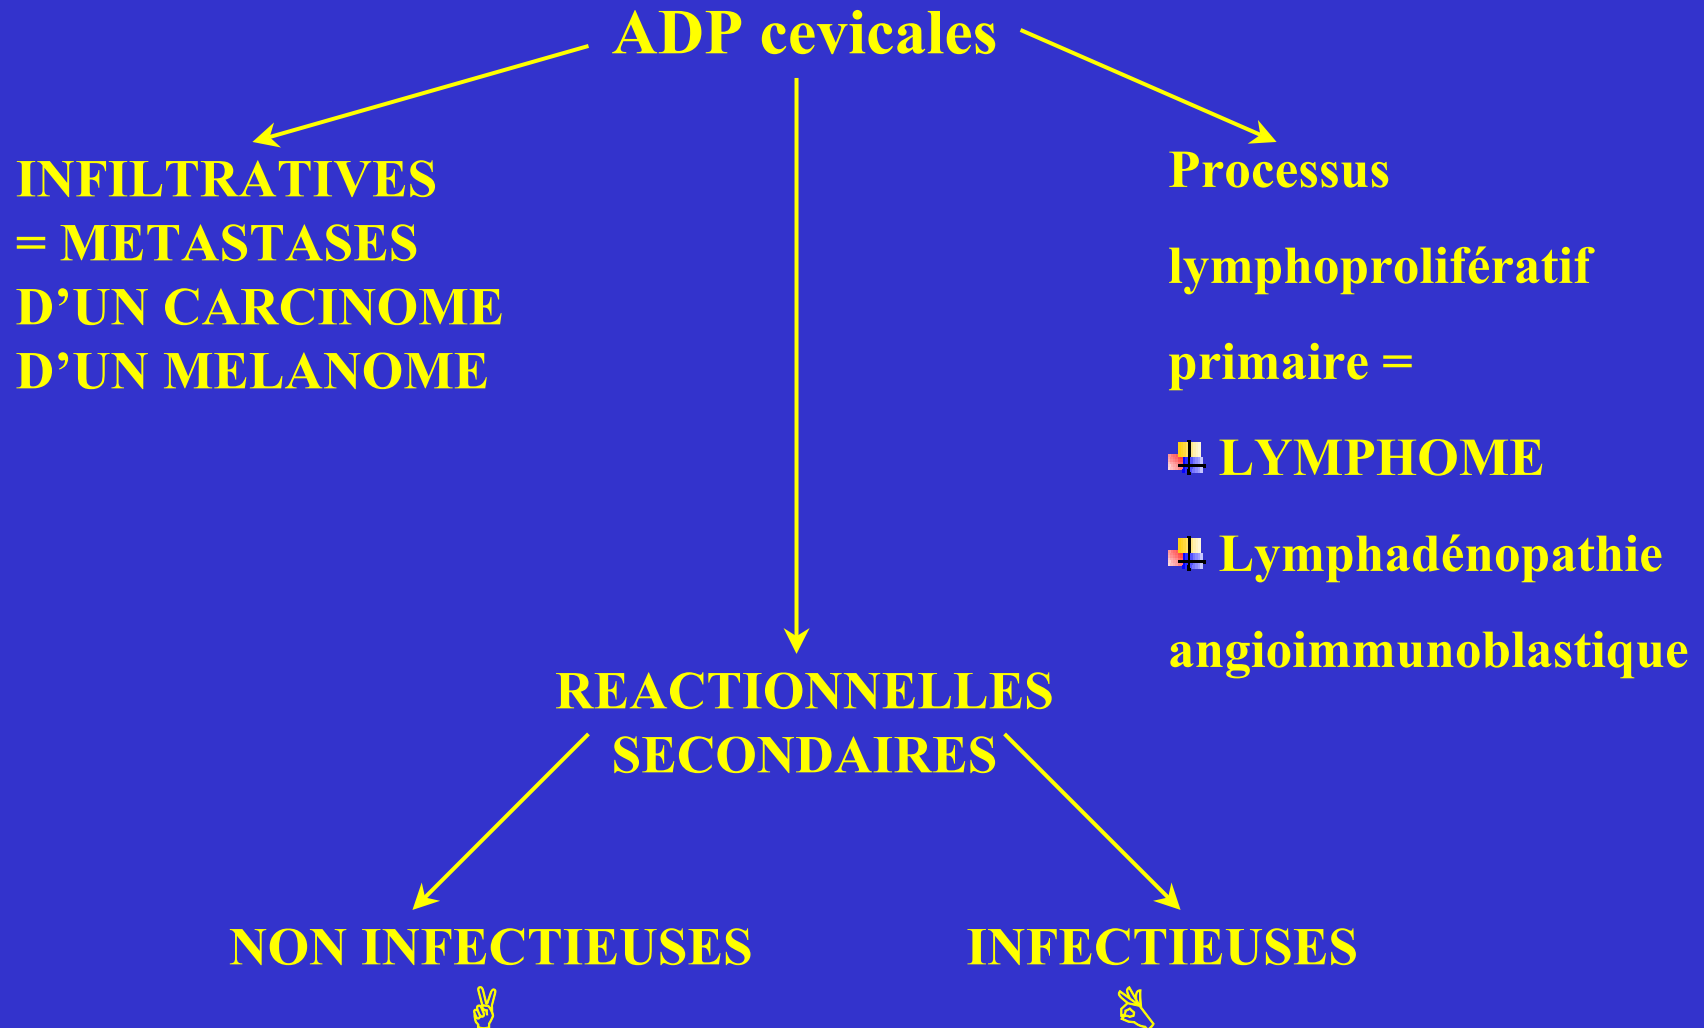 ADP cevicales
INFILTRATIVES
= METASTASES
D’UN CARCINOME
D’UN MELANOME
Processus
lymphoprolifératif
primaire =
LYMPHOME
Lymphadénopathie
angioimmunoblastique
REACTIONNELLES
SECONDAIRES
NON INFECTIEUSES
INFECTIEUSES